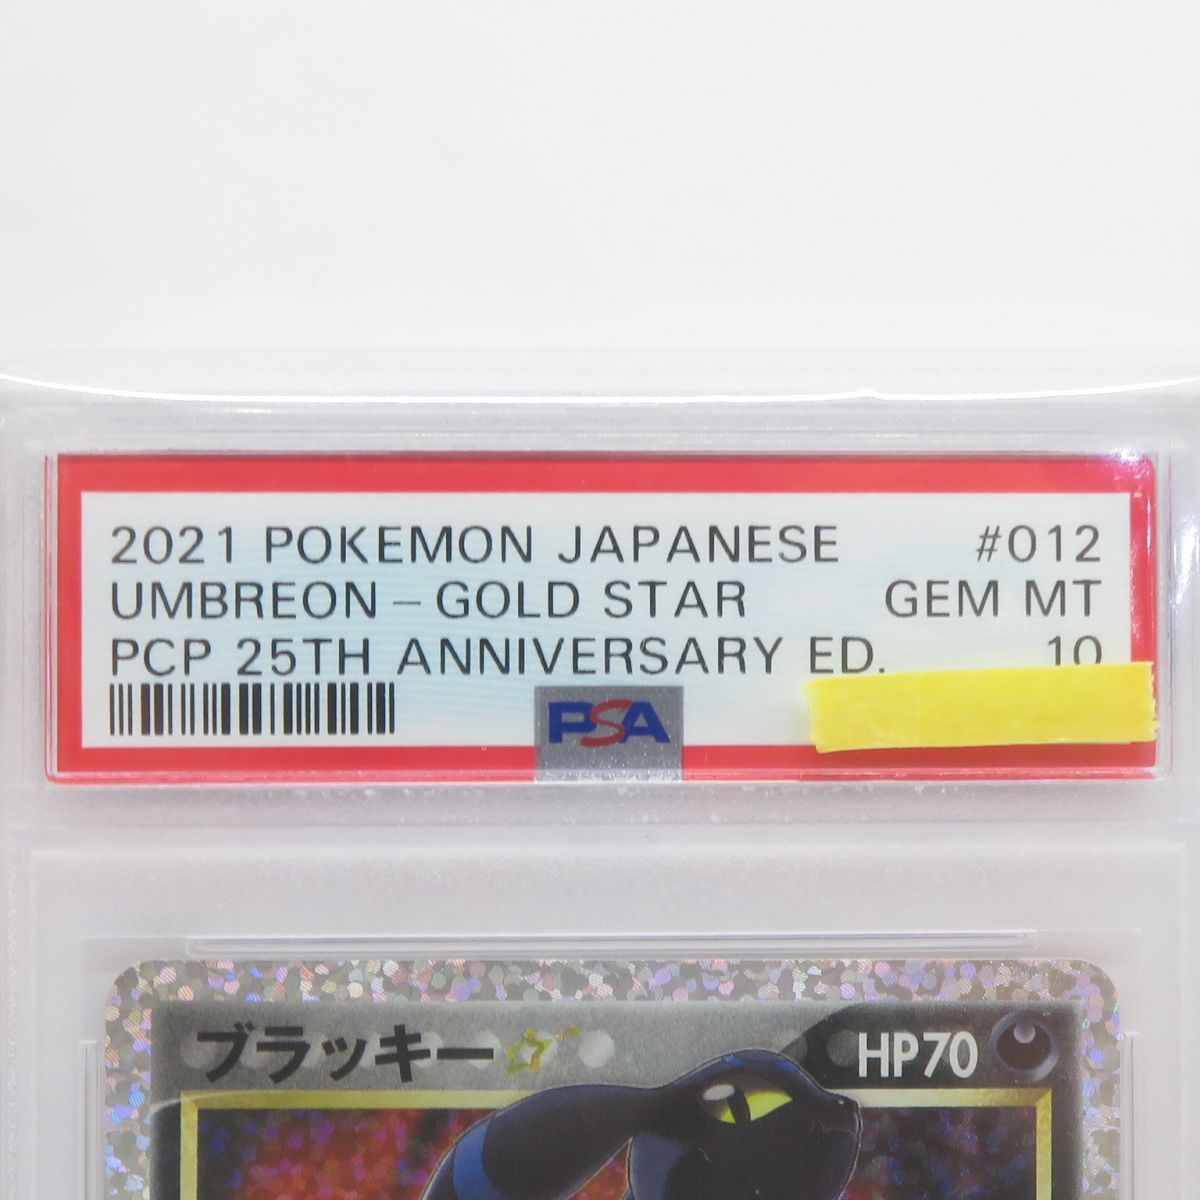 2021 POKEMON JAPANESE #012
UMBREON - GOLD STAR GEM MT
PCP 25TH ANNIVERSARY ED. 10
PSA
ブラッキー☆ HP70